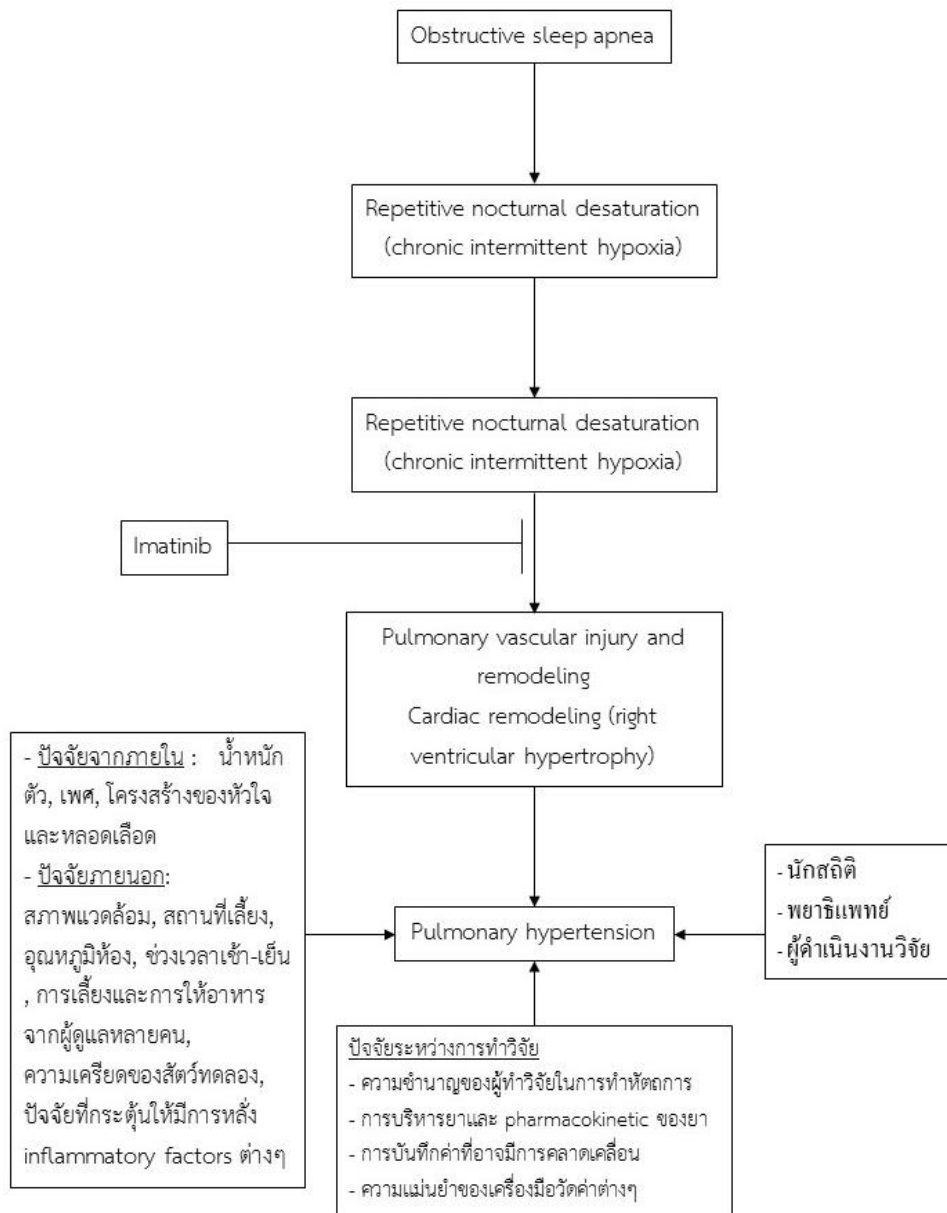 Obstructive sleep apnea
Repetitive nocturnal desaturation
(chronic intermittent hypoxia)
Repetitive nocturnal desaturation
(chronic intermittent hypoxia)
Imatinib
Pulmonary vascular injury and
remodeling
Cardiac remodeling (right
ventricular hypertrophy)
- ปัจจัยจากภายใน : น้ำหนัก
ตัว, เพศ, โครงสร้างของหัวใจ
และหลอดเลือด
- ปัจจัยภายนอก:
สภาพแวดล้อม, สถานที่เลี้ยง,
อุณหภูมิห้อง, ช่วงเวลาเช้า-เย็น
, การเลี้ยงและการให้อาหาร
จากผู้ดูแลหลายคน,
ความเครียดของสัตว์ทดลอง,
ปัจจัยที่กระตุ้นให้มีการหลั่ง
inflammatory factors ต่างๆ
Pulmonary hypertension
- นักสถิติ
- พยาธิแพทย์
- ผู้ดำเนินงานวิจัย
ปัจจัยระหว่างการทำวิจัย
- ความชำนาญของผู้ทำวิจัยในการทำหัตถการ
- การบริหารยาและ pharmacokinetic ของยา
- การบันทึกค่าที่อาจมีการคลาดเคลื่อน
- ความแม่นยำของเครื่องมือวัดค่าต่างๆ